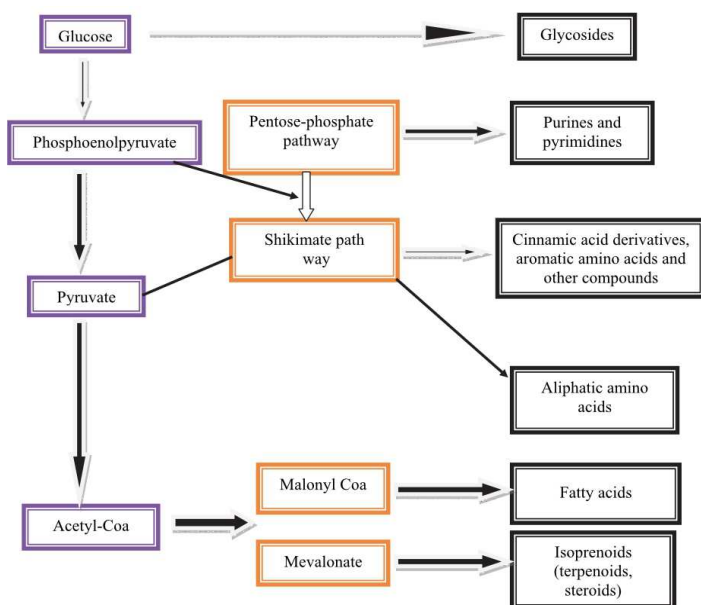 Glucose
Glycosides
Phosphoenolpyruvate
Pentose-phosphate
pathway
Purines and
pyrimidines
Shikimate path
way
Cinnamic acid derivatives,
aromatic amino acids and
other compounds
Pyruvate
Aliphatic amino
acids
Malonyl Coa
Fatty acids
Acetyl-Coa
Mevalonate
Isoprenoids
(terpenoids,
steroids)